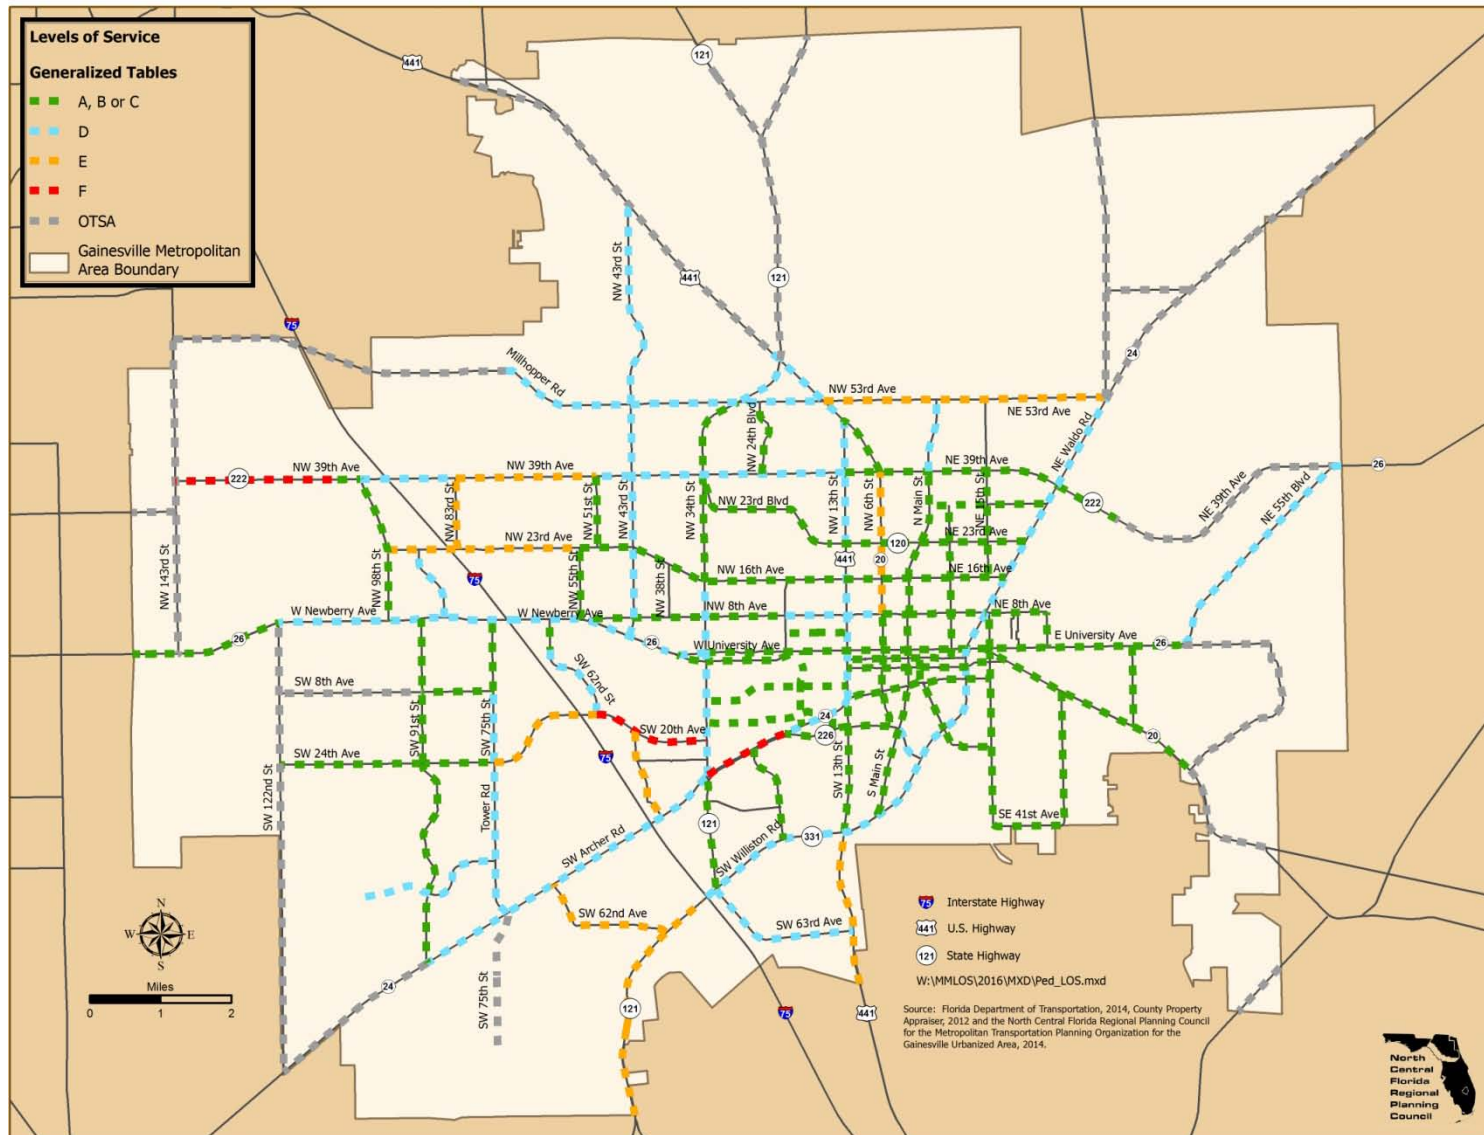 Levels of Service
Generalized Tables
A, B or C
D
E
F
OTSA
Gainesville Metropolitan
Area Boundary
441
121
441
121
75
24
NW 43rd St
Millhopper Rd
NW 53rd Ave
NE 53rd Ave
NW 24th Blvd
NE Waldo Rd
NW 39th Ave
222
NW 39th Ave
NE 39th Ave
26
NW 83rd St
NW 51st St
NW 43rd St
NW 34th St
NW 23rd Blvd
NW 13th St
NW 6th St
N Main St
NE 15th St
222
NE 39th Ave
NE 55th Blvd
NW 23rd Ave
120
NE 23rd Ave
441
20
NW 143rd St
NW 98th St
75
NW 55th St
NW 38th St
NW 16th Ave
NE 16th Ave
W Newberry Ave
W Newberry Ave
NW 8th Ave
NE 8th Ave
26
26
W University Ave
E University Ave
26
SW 8th Ave
SW 62nd St
SW 91st St
SW 75th St
SW 20th Ave
24
226
20
SW 24th Ave
75
SW 122nd St
Tower Rd
SW 13th St
S Main St
SW Archer Rd
121
SW Williston Rd
331
SE 41st Ave
SW 62nd Ave
SW 63rd Ave
SW 75th St
24
121
75
441
N
W
E
S
Miles
0
1
2
75
Interstate Highway
441
U.S. Highway
121
State Highway
W:\MMLOS\2016\MXD\Ped_LOS.mxd
Source: Florida Department of Transportation, 2014, County Property
Appraiser, 2012 and the North Central Florida Regional Planning Council
for the Metropolitan Transportation Planning Organization for the
Gainesville Urbanized Area, 2014.
North
Central
Florida
Regional
Planning
Council